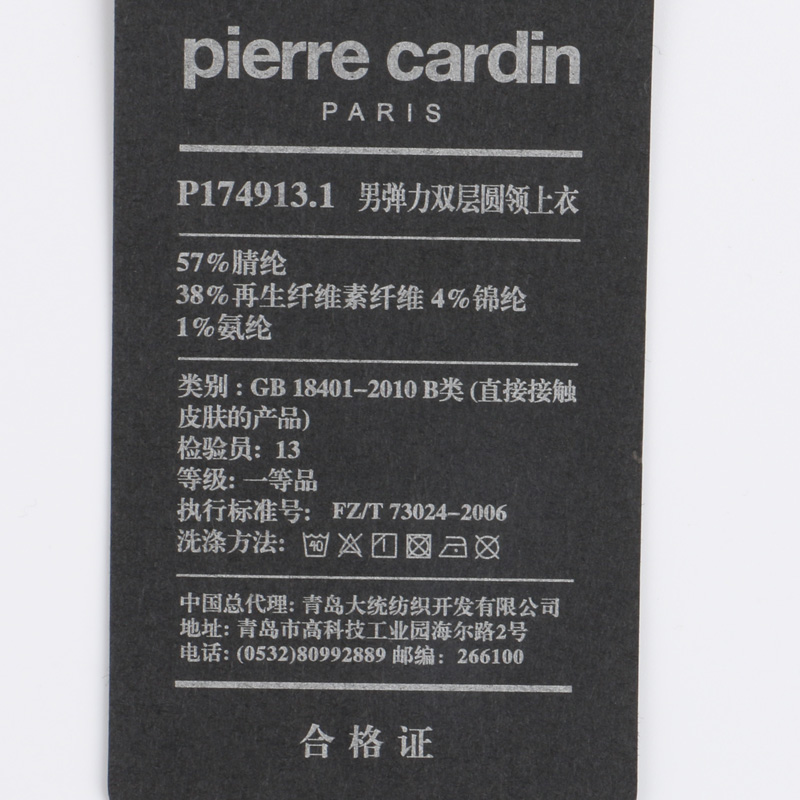 pierre cardin
PARIS
P174913.1 男弹力双层圆领上衣
57%腈纶
38%再生纤维素纤维 4%锦纶
1%氨纶
类别：GB 18401-2010 B类 (直接接触
皮肤的产品)
检验员: 13
等级: 一等品
执行标准号: FZ/T 73024-2006
洗涤方法: 40
中国总代理: 青岛大统纺织开发有限公司
地址: 青岛市高科技工业园海尔路2号
电话: (0532)80992889 邮编: 266100
合格证